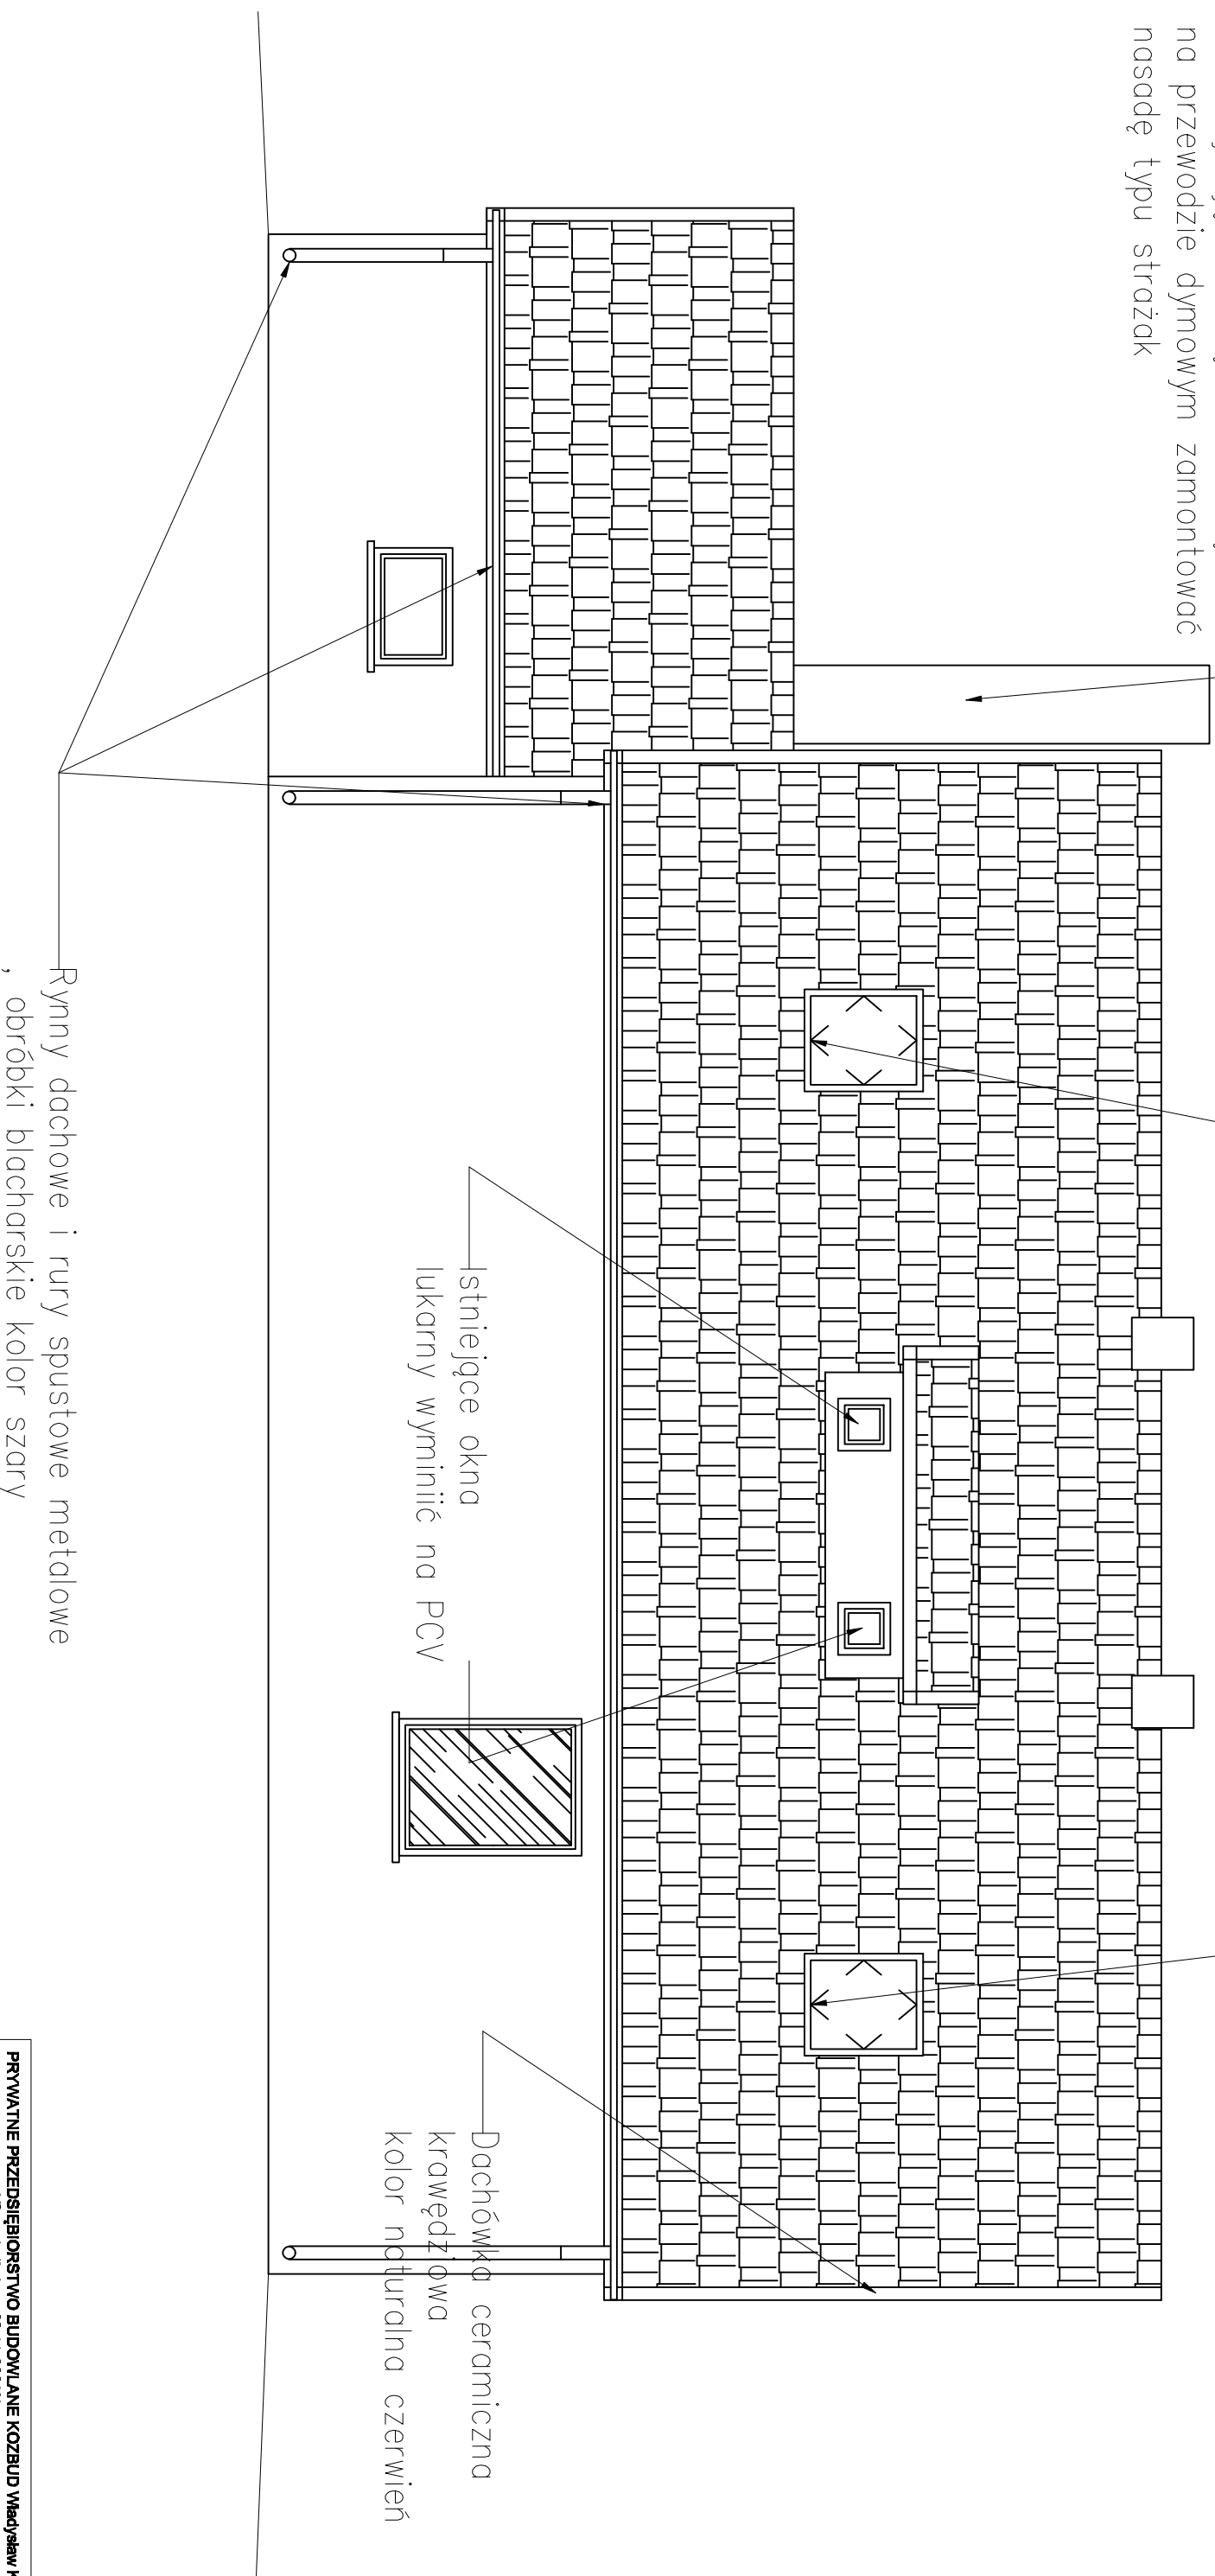 na przewodzie dymowym zamontować
nasadę typu strażak
Istniejące okna
lukarny wyminiić na PCV
Dachówka ceramiczna
krawędziowa
kolor naturalna czerwień
Rynny dachowe i rury spustowe metalowe
, obróbki blacharskie kolor szary
PRYWATNE PRZEDSIĘBIORSTWO BUDOWLANE KOZBUD Władysław